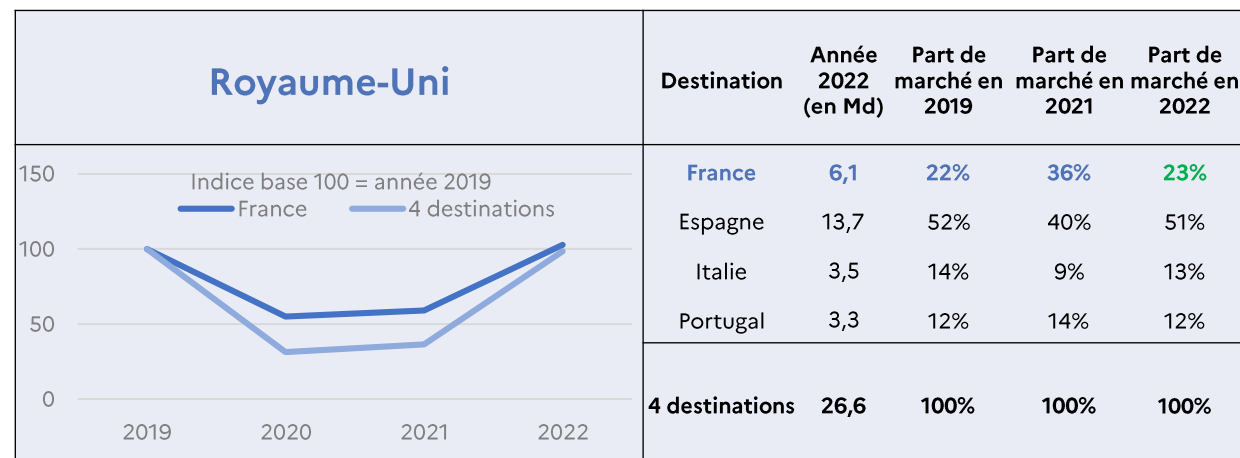 Royaume-Uni
Indice base 100 = année 2019
France
4 destinations
150
100
50
0
2019
2020
2021
2022
Destination
Année
2022
(en Md)
Part de
marché en
2019
Part de
marché en
2021
Part de
marché en
2022
France 6,1 22% 36% 23%
Espagne 13,7 52% 40% 51%
Italie 3,5 14% 9% 13%
Portugal 3,3 12% 14% 12%
4 destinations 26,6 100% 100% 100%